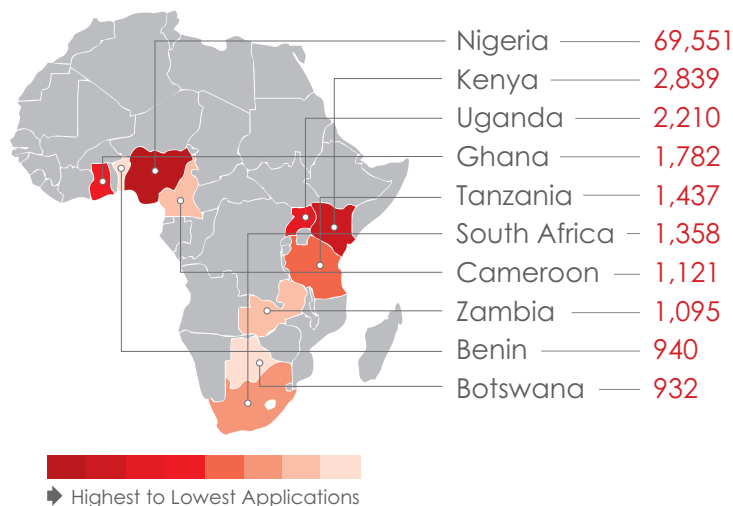 Nigeria 69,551
Kenya 2,839
Uganda 2,210
Ghana 1,782
Tanzania 1,437
South Africa 1,358
Cameroon 1,121
Zambia 1,095
Benin 940
Botswana 932
Highest to Lowest Applications